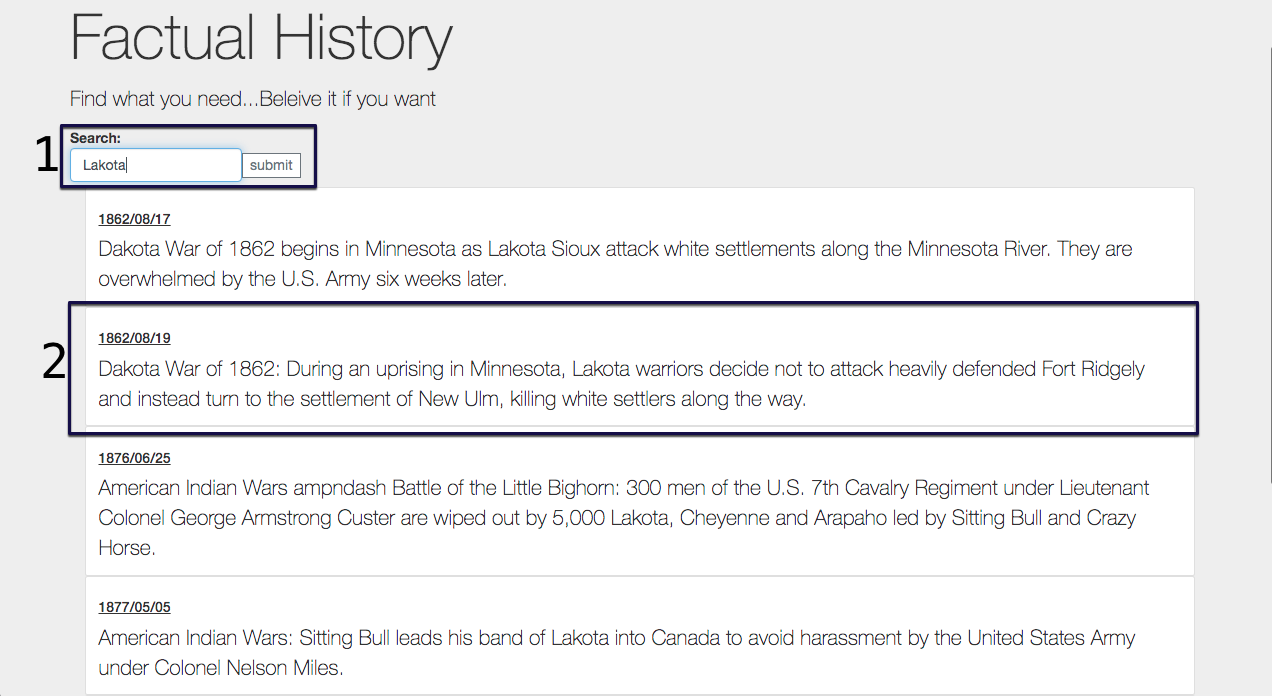 Factual History
Find what you need...Beleive it if you want
1
Search:
Lakota submit
1862/08/17
Dakota War of 1862 begins in Minnesota as Lakota Sioux attack white settlements along the Minnesota River. They are
overwhelmed by the U.S. Army six weeks later.
2
1862/08/19
Dakota War of 1862: During an uprising in Minnesota, Lakota warriors decide not to attack heavily defended Fort Ridgely
and instead turn to the settlement of New Ulm, killing white settlers along the way.
1876/06/25
American Indian Wars ampndash Battle of the Little Bighorn: 300 men of the U.S. 7th Cavalry Regiment under Lieutenant
Colonel George Armstrong Custer are wiped out by 5,000 Lakota, Cheyenne and Arapaho led by Sitting Bull and Crazy
Horse.
1877/05/05
American Indian Wars: Sitting Bull leads his band of Lakota into Canada to avoid harassment by the United States Army
under Colonel Nelson Miles.